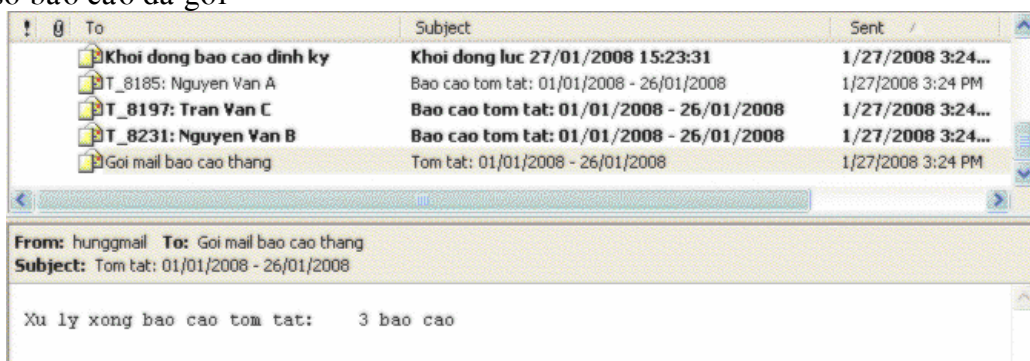 so bao cao da goi
! To Subject Sent
Khoi dong bao cao dinh ky Khoi dong luc 27/01/2008 15:23:31 1/27/2008 3:24...
T_8185: Nguyen Van A Bao cao tom tat: 01/01/2008 - 26/01/2008 1/27/2008 3:24 PM
T_8197: Tran Van C Bao cao tom tat: 01/01/2008 - 26/01/2008 1/27/2008 3:24...
T_8231: Nguyen Van B Bao cao tom tat: 01/01/2008 - 26/01/2008 1/27/2008 3:24...
Goi mail bao cao thang Tom tat: 01/01/2008 - 26/01/2008 1/27/2008 3:24 PM
From: hunggmail To: Goi mail bao cao thang
Subject: Tom tat: 01/01/2008 - 26/01/2008
Xu ly xong bao cao tom tat: 3 bao cao